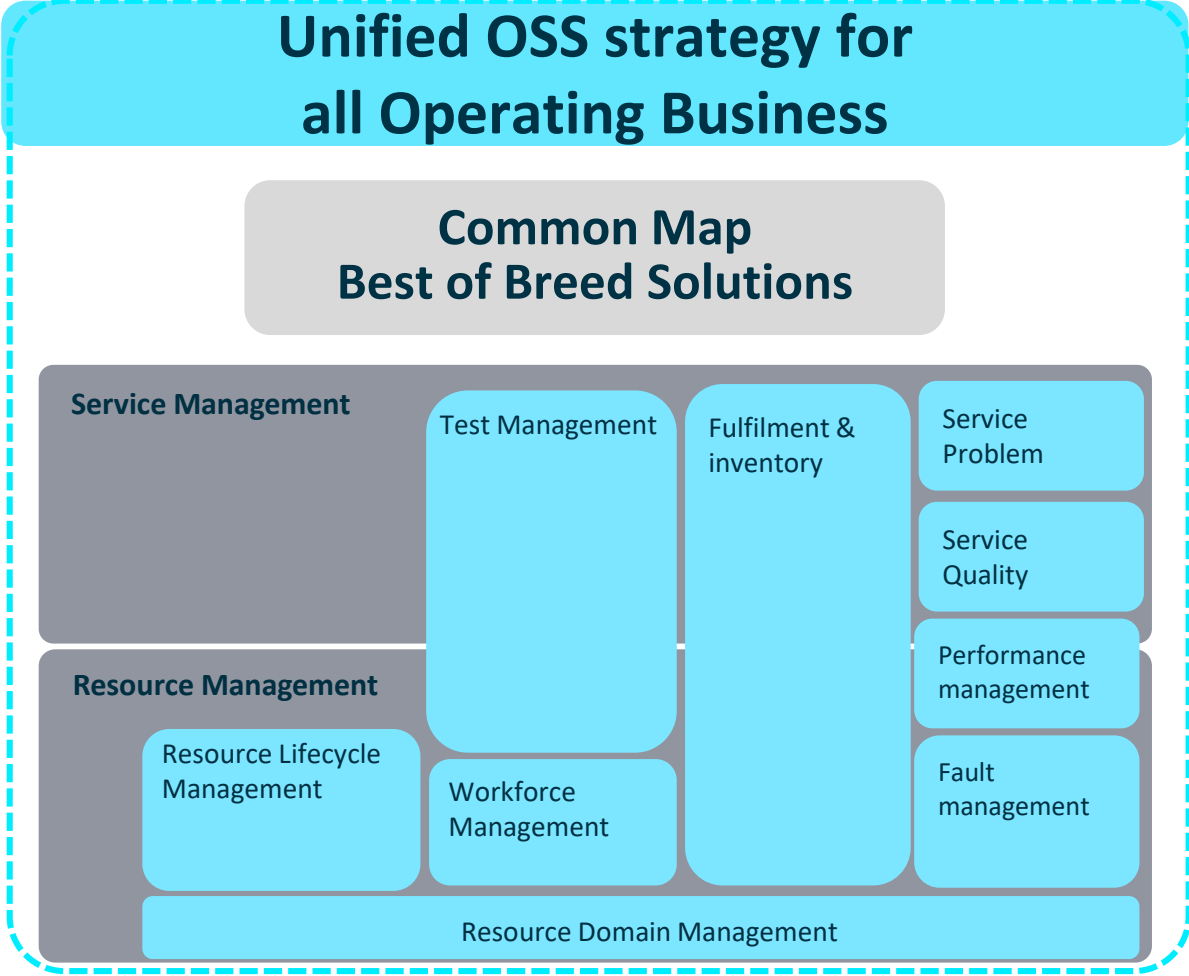 Unified OSS strategy for
all Operating Business
Common Map
Best of Breed Solutions
Service Management
Test Management
Fulfilment &
inventory
Service
Problem
Service
Quality
Performance
management
Resource Management
Resource Lifecycle
Management
Workforce
Management
Fault
management
Resource Domain Management